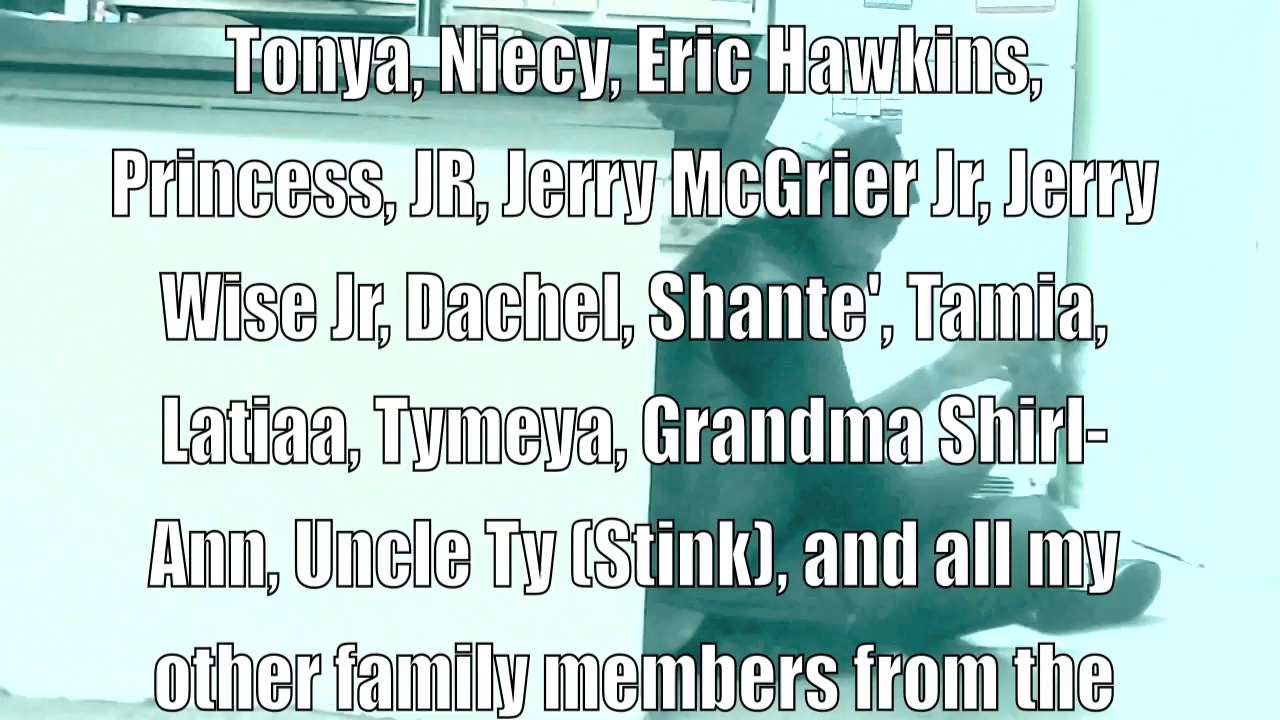 Tonya, Niecy, Eric Hawkins,
Princess, JR, Jerry McGrier Jr, Jerry
Wise Jr, Dachel, Shante', Tamia,
Latiaa, Tymeya, Grandma Shirl-
Ann, Uncle Ty (Stink), and all my
other family members from the